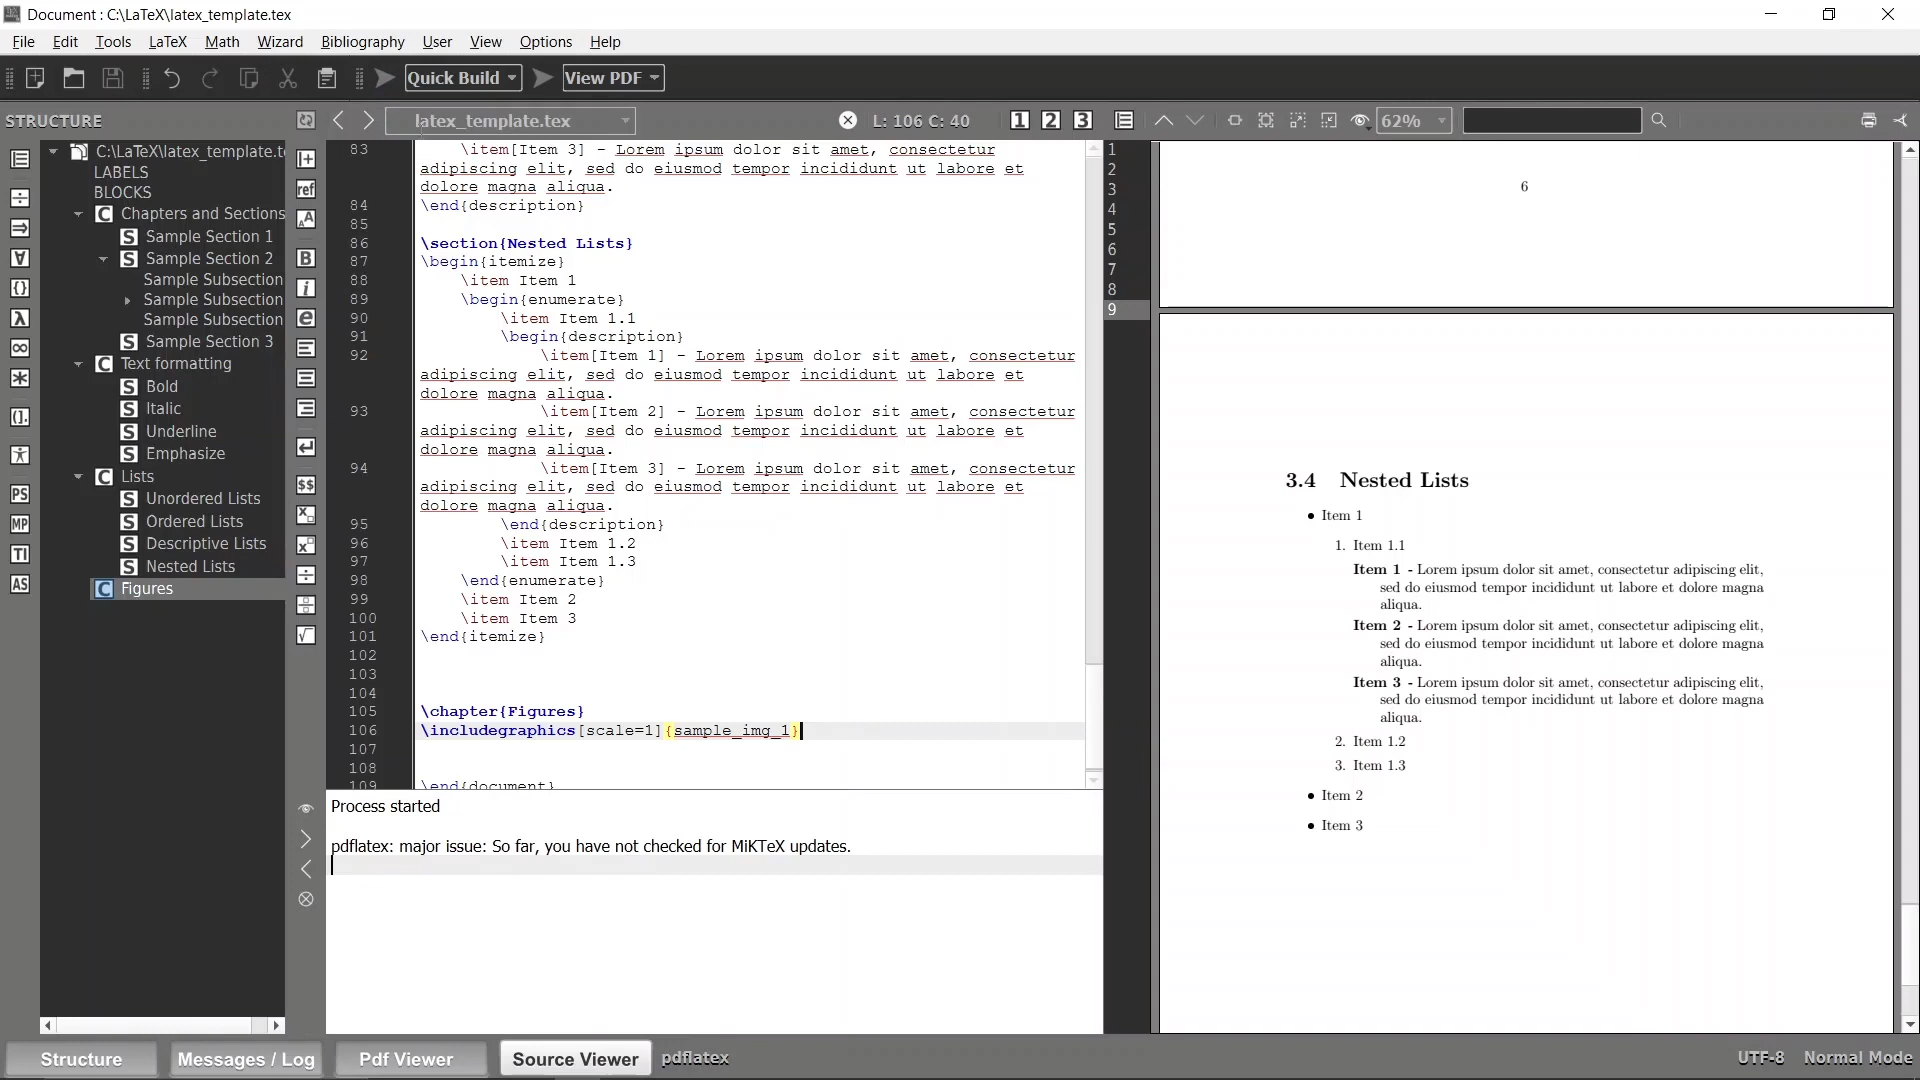 Document : C:\LaTeX\latex_template.tex
File Edit Tools LaTeX Math Wizard Bibliography User View Options Help
Quick Build View PDF
STRUCTURE
latex_template.tex
L: 106 C: 40
1 2 3
62%
C:\LaTeX\latex_template.t
LABELS
BLOCKS
C Chapters and Sections
S Sample Section 1
S Sample Section 2
Sample Subsection
Sample Subsection
Sample Subsection
S Sample Section 3
C Text formatting
S Bold
S Italic
S Underline
S Emphasize
C Lists
S Unordered Lists
S Ordered Lists
S Descriptive Lists
S Nested Lists
C Figures
PS
MP
TI
AS
ref
B
i
e
$$
83 \item[Item 3] - Lorem ipsum dolor sit amet, consectetur
adipiscing elit, sed do eiusmod tempor incididunt ut labore et
dolore magna aliqua.
84 \end{description}
85
86 \section{Nested Lists}
87 \begin{itemize}
88 \item Item 1
89 \begin{enumerate}
90 \item Item 1.1
91 \begin{description}
92 \item[Item 1] - Lorem ipsum dolor sit amet, consectetur
adipiscing elit, sed do eiusmod tempor incididunt ut labore et
dolore magna aliqua.
93 \item[Item 2] - Lorem ipsum dolor sit amet, consectetur
adipiscing elit, sed do eiusmod tempor incididunt ut labore et
dolore magna aliqua.
94 \item[Item 3] - Lorem ipsum dolor sit amet, consectetur
adipiscing elit, sed do eiusmod tempor incididunt ut labore et
dolore magna aliqua.
95 \end{description}
96 \item Item 1.2
97 \item Item 1.3
98 \end{enumerate}
99 \item Item 2
100 \item Item 3
101 \end{itemize}
102
103
104
105 \chapter{Figures}
106 \includegraphics[scale=1]{sample_img_1}
107
108
109 \end{document}
Process started
pdflatex: major issue: So far, you have not checked for MiKTeX updates.
1
2
3
4
5
6
7
8
9
6
3.4 Nested Lists
• Item 1
1. Item 1.1
Item 1 - Lorem ipsum dolor sit amet, consectetur adipiscing elit,
sed do eiusmod tempor incididunt ut labore et dolore magna
aliqua.
Item 2 - Lorem ipsum dolor sit amet, consectetur adipiscing elit,
sed do eiusmod tempor incididunt ut labore et dolore magna
aliqua.
Item 3 - Lorem ipsum dolor sit amet, consectetur adipiscing elit,
sed do eiusmod tempor incididunt ut labore et dolore magna
aliqua.
2. Item 1.2
3. Item 1.3
• Item 2
• Item 3
Structure Messages / Log Pdf Viewer Source Viewer pdflatex
UTF-8 Normal Mode